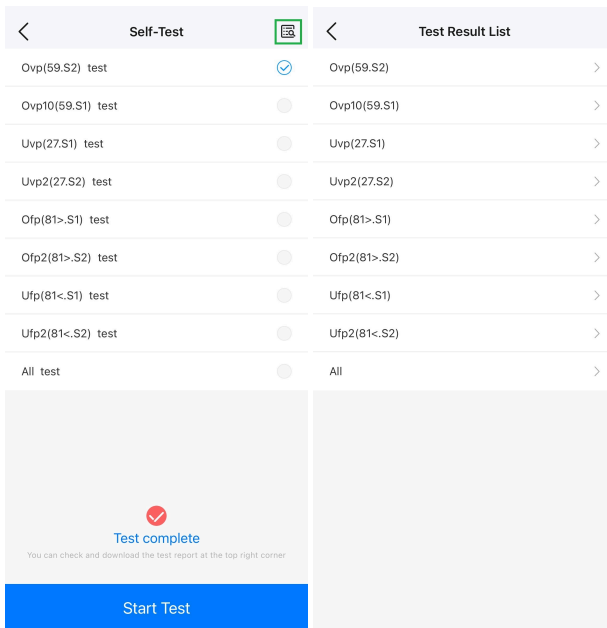 Self-Test
Ovp(59.S2) test
Ovp10(59.S1) test
Uvp(27.S1) test
Uvp2(27.S2) test
Ofp(81>.S1) test
Ofp2(81>.S2) test
Ufp(81<.S1) test
Ufp2(81<.S2) test
All test
Test complete
You can check and download the test report at the top right corner
Start Test
Test Result List
Ovp(59.S2)
Ovp10(59.S1)
Uvp(27.S1)
Uvp2(27.S2)
Ofp(81>.S1)
Ofp2(81>.S2)
Ufp(81<.S1)
Ufp2(81<.S2)
All